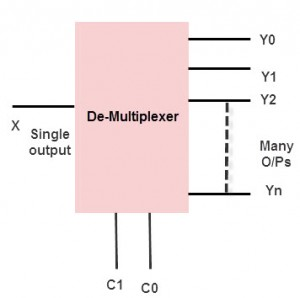 Y0
Y1
De-Multiplexer
Y2
X
Single
output
Many
O/Ps
Yn
C1
C0